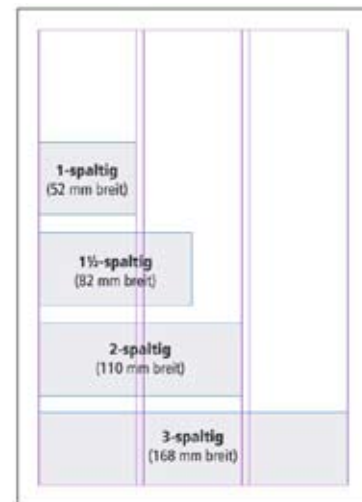 1-spaltig
(52 mm breit)
1½-spaltig
(82 mm breit)
2-spaltig
(110 mm breit)
3-spaltig
(168 mm breit)